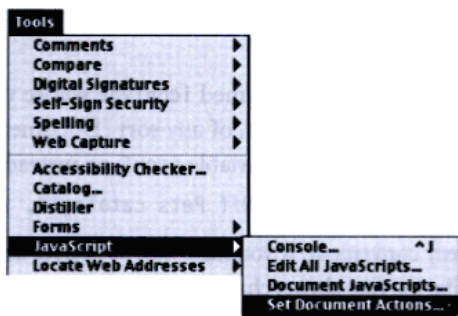 Tools
Comments
Compare
Digital Signatures
Self-Sign Security
Spelling
Web Capture
Accessibility Checker...
Catalog...
Distiller
Forms
JavaScript
Locate Web Addresses
Console... ^J
Edit All JavaScripts...
Document JavaScripts...
Set Document Actions...